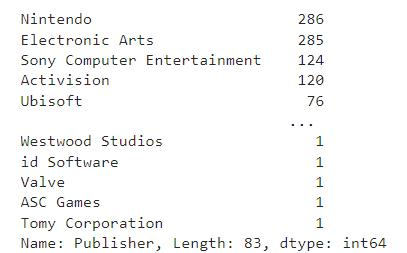 Nintendo 286
Electronic Arts 285
Sony Computer Entertainment 124
Activision 120
Ubisoft 76
...
Westwood Studios 1
id Software 1
Valve 1
ASC Games 1
Tomy Corporation 1
Name: Publisher, Length: 83, dtype: int64